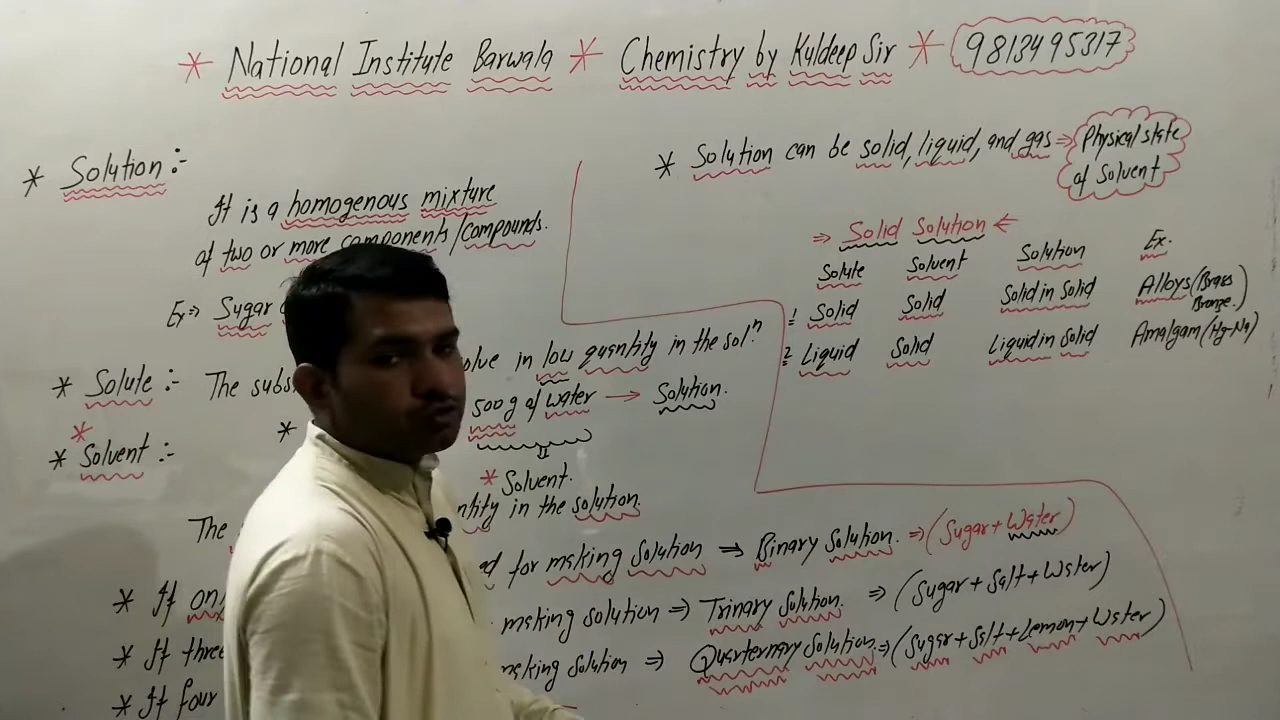 * National Institute Barwala * Chemistry by Kuldeep Sir * 9813495317
* Solution :-
It is a homogenous mixture
of two or more components/compounds.
Ex ⇒ Sugar
* Solute :- The subs olve in low quantity in the solⁿ.
* 500g of water → Solution.
* Solvent :-
* Solvent.
The ntity in the solution.
* If only ed for making solution ⇒ Binary solution. ⇒ (Sugar + Water)
* If three making solution ⇒ Trinary Solution. ⇒ (Sugar + Salt + Water)
* If four making solution ⇒ Quarternary Solution. ⇒ (Sugar + Salt + Lemon + Water)
* Solution can be solid, liquid, and gas ⇒ Physical state
of Solvent
⇒ Solid Solution ⇐
Solute Solvent Solution Ex.
1 Solid Solid Solid in Solid Alloys (Brass
Bronze.)
2 Liquid Solid Liquid in Solid Amalgam (Hg-Na)